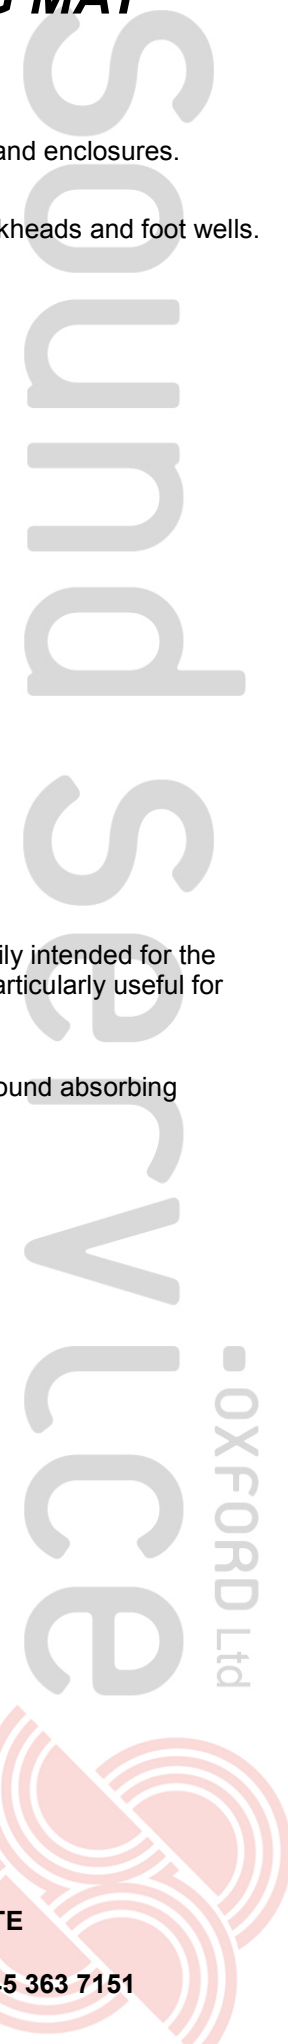 G MAT
and enclosures.
kheads and foot wells.
ily intended for the
articularly useful for
ound absorbing
Sound Service
OXFORD Ltd
TE
45 363 7151